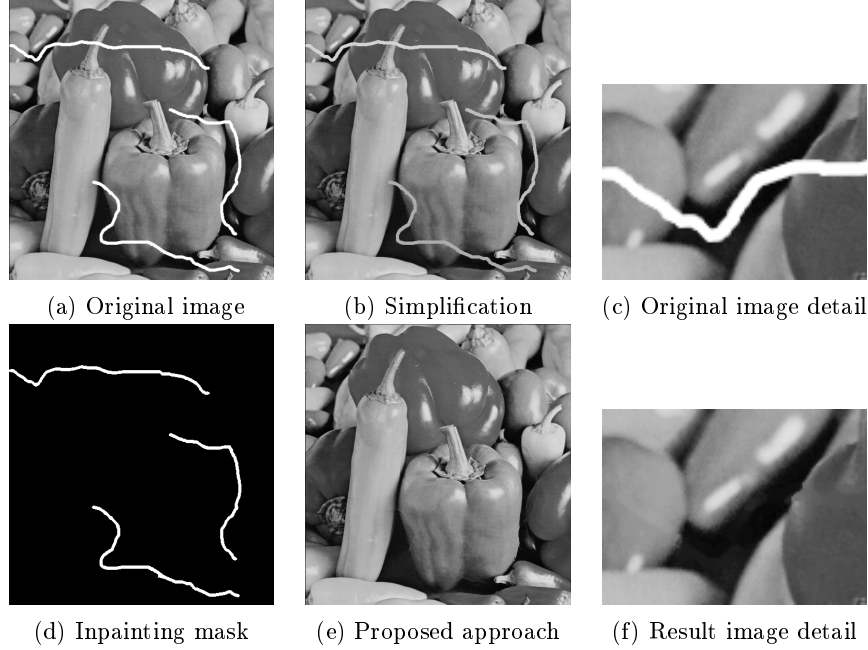 (a) Original image
(b) Simplification
(c) Original image detail
(d) Inpainting mask
(e) Proposed approach
(f) Result image detail